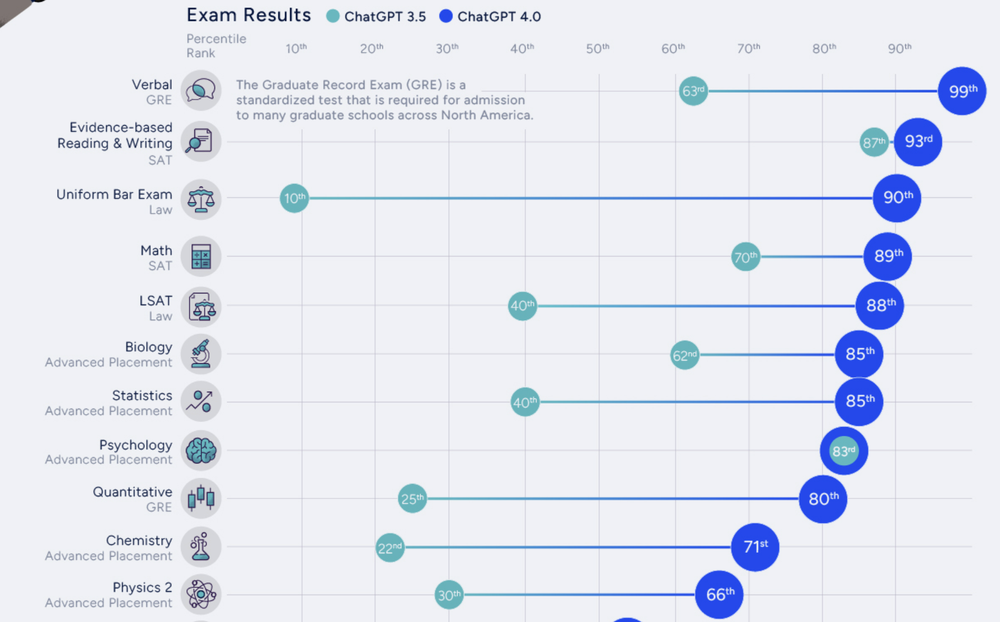 Exam Results ChatGPT 3.5 ChatGPT 4.0
Percentile
Rank
10th 20th 30th 40th 50th 60th 70th 80th 90th
Verbal
GRE
The Graduate Record Exam (GRE) is a
standardized test that is required for admission
to many graduate schools across North America.
63rd 99th
Evidence-based
Reading & Writing
SAT
87th 93rd
Uniform Bar Exam
Law
10th 90th
Math
SAT
70th 89th
LSAT
Law
40th 88th
Biology
Advanced Placement
62nd 85th
Statistics
Advanced Placement
40th 85th
Psychology
Advanced Placement
83rd
Quantitative
GRE
25th 80th
Chemistry
Advanced Placement
22nd 71st
Physics 2
Advanced Placement
30th 66th